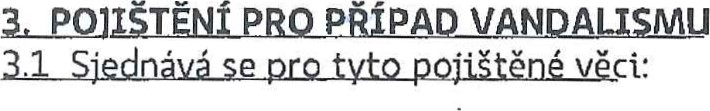 3. POJIŠTĚNÍ PRO PŘÍPAD VANDALISMU
3.1 Sjednává se pro tyto pojištěné věci: